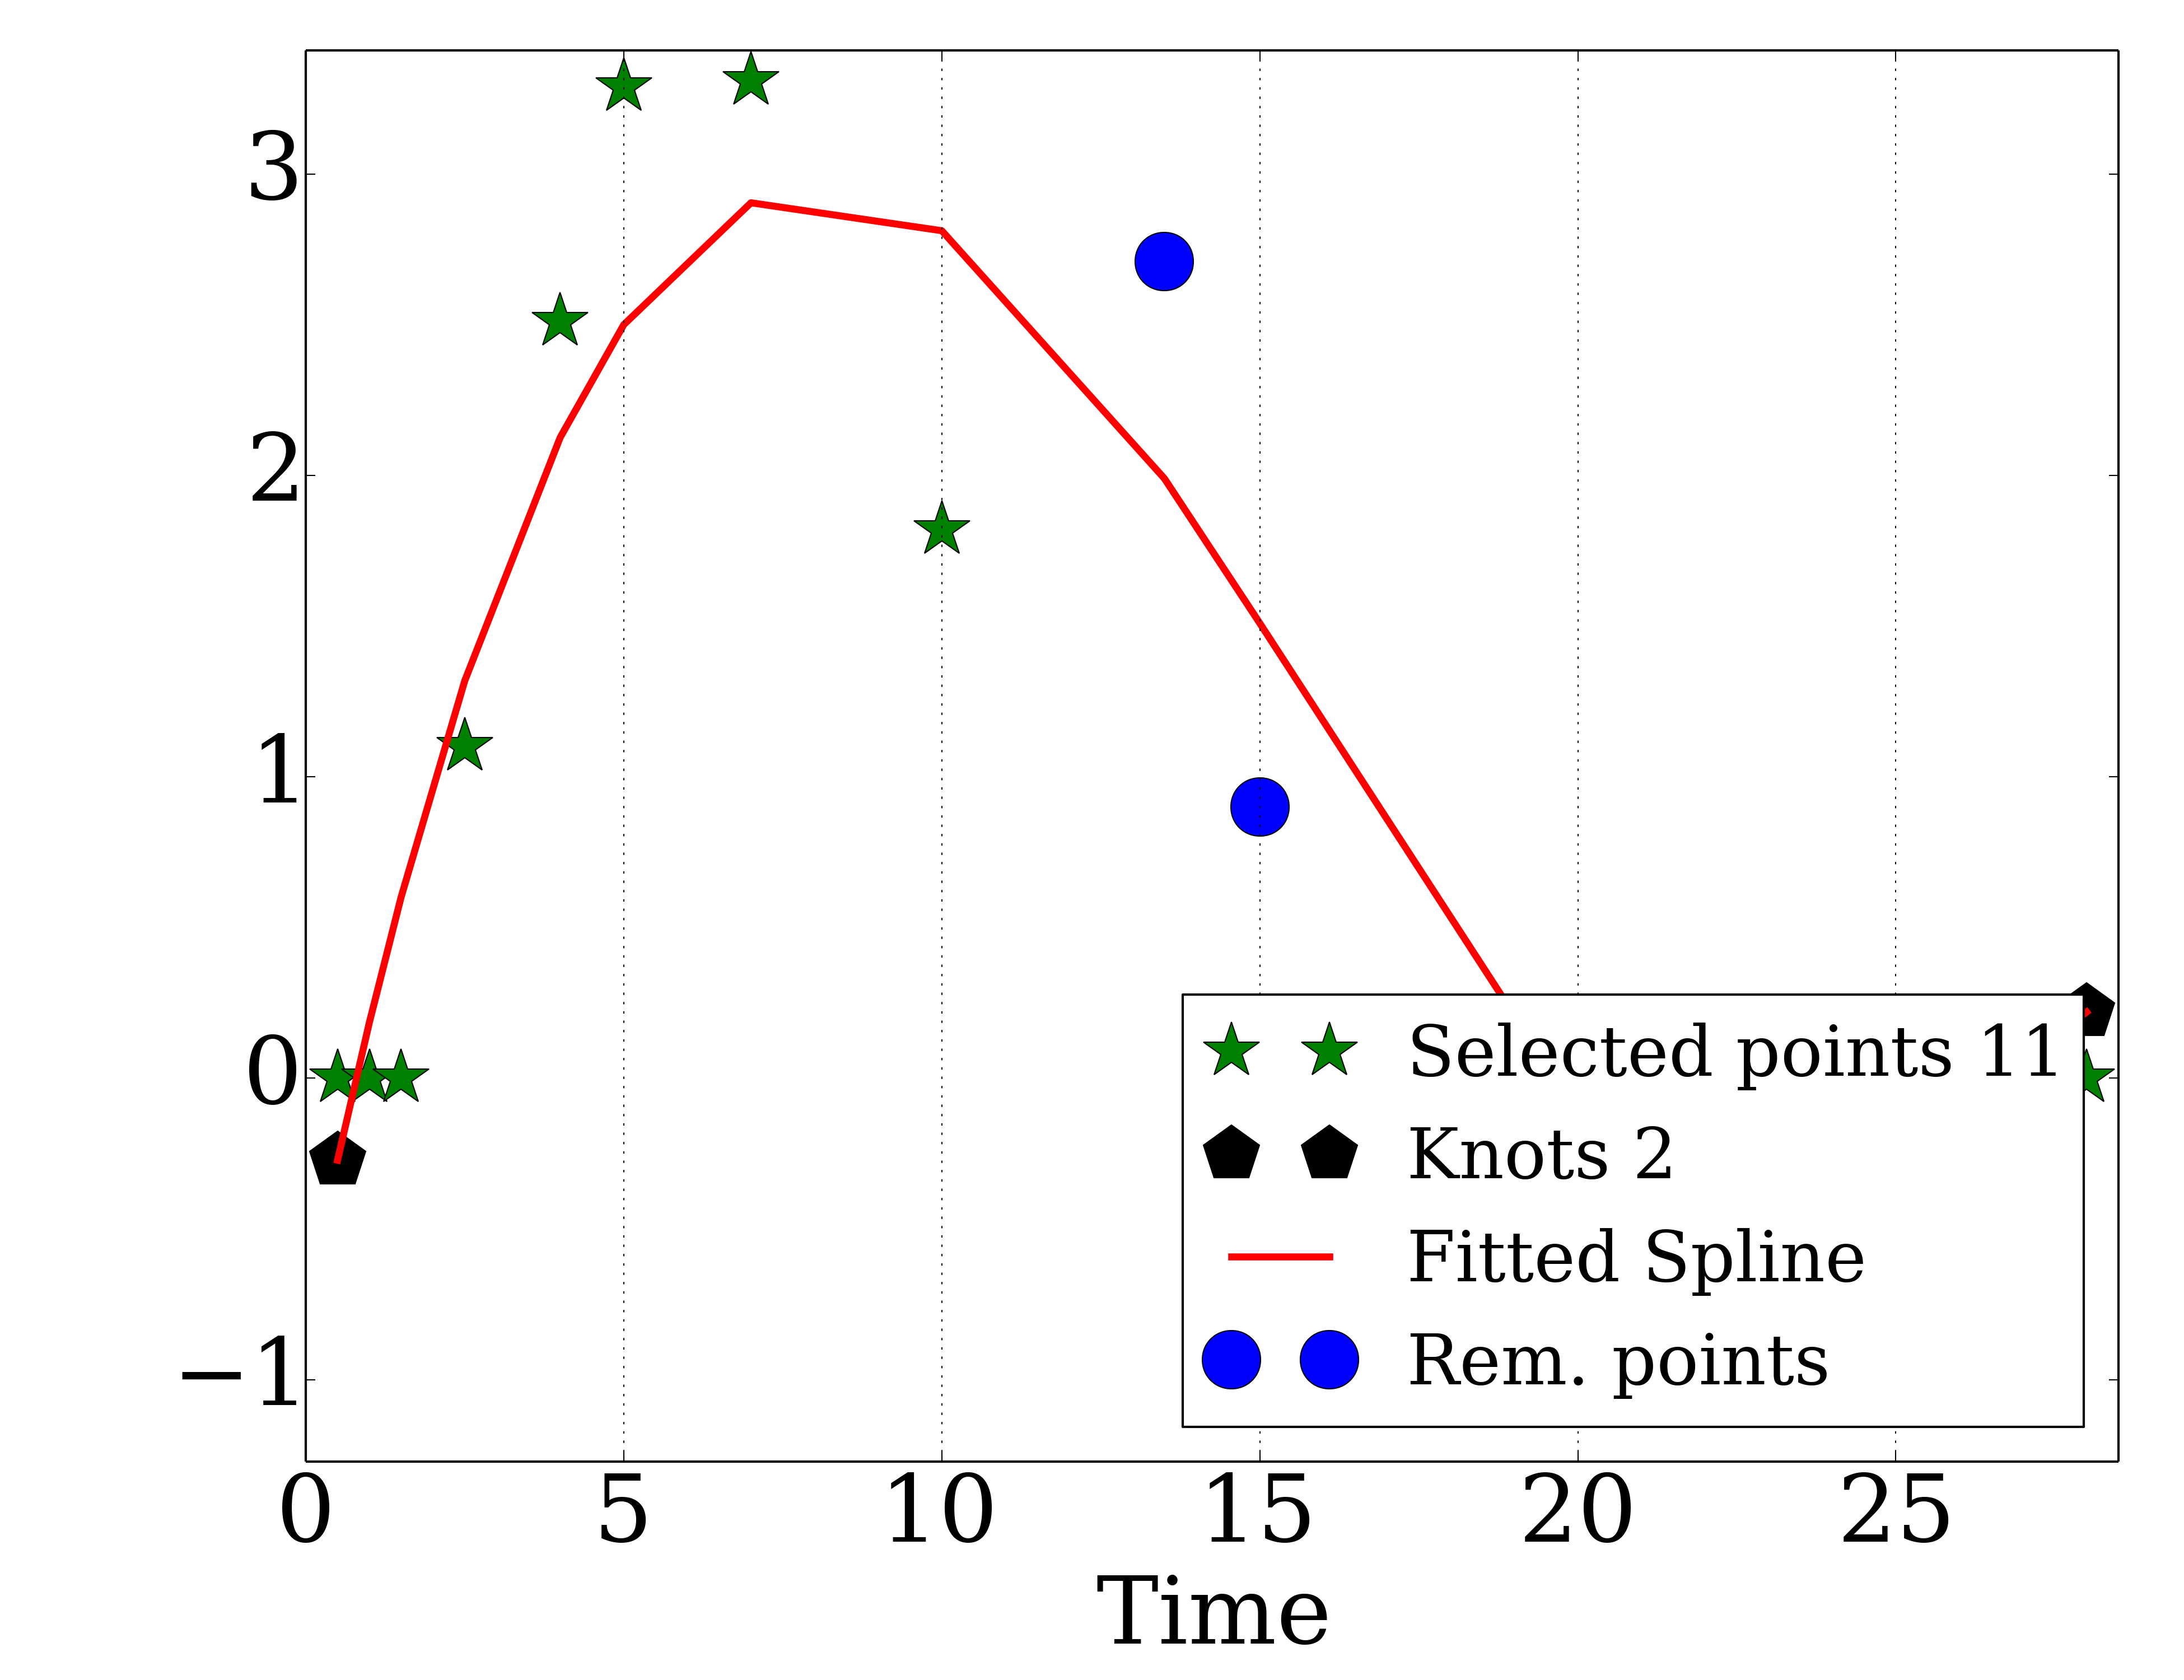 3
2
1
0
−1
Selected points 11
Knots 2
Fitted Spline
Rem. points
0 5 10 15 20 25
Time